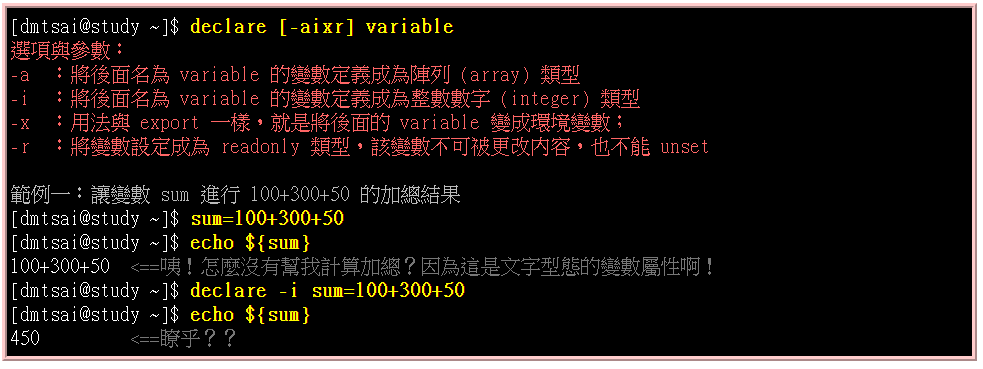 [dmtsai@study ~]$ declare [-aixr] variable
選項與參數：
-a  ：將後面名為 variable 的變數定義成為陣列 (array) 類型
-i  ：將後面名為 variable 的變數定義成為整數數字 (integer) 類型
-x  ：用法與 export 一樣，就是將後面的 variable 變成環境變數；
-r  ：將變數設定成為 readonly 類型，該變數不可被更改內容，也不能 unset
範例一：讓變數 sum 進行 100+300+50 的加總結果
[dmtsai@study ~]$ sum=100+300+50
[dmtsai@study ~]$ echo ${sum}
100+300+50  <==咦！怎麼沒有幫我計算加總？因為這是文字型態的變數屬性啊！
[dmtsai@study ~]$ declare -i sum=100+300+50
[dmtsai@study ~]$ echo ${sum}
450         <==瞭乎？？